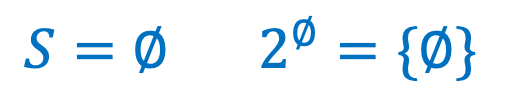 S = ∅ 2^∅ = {∅}